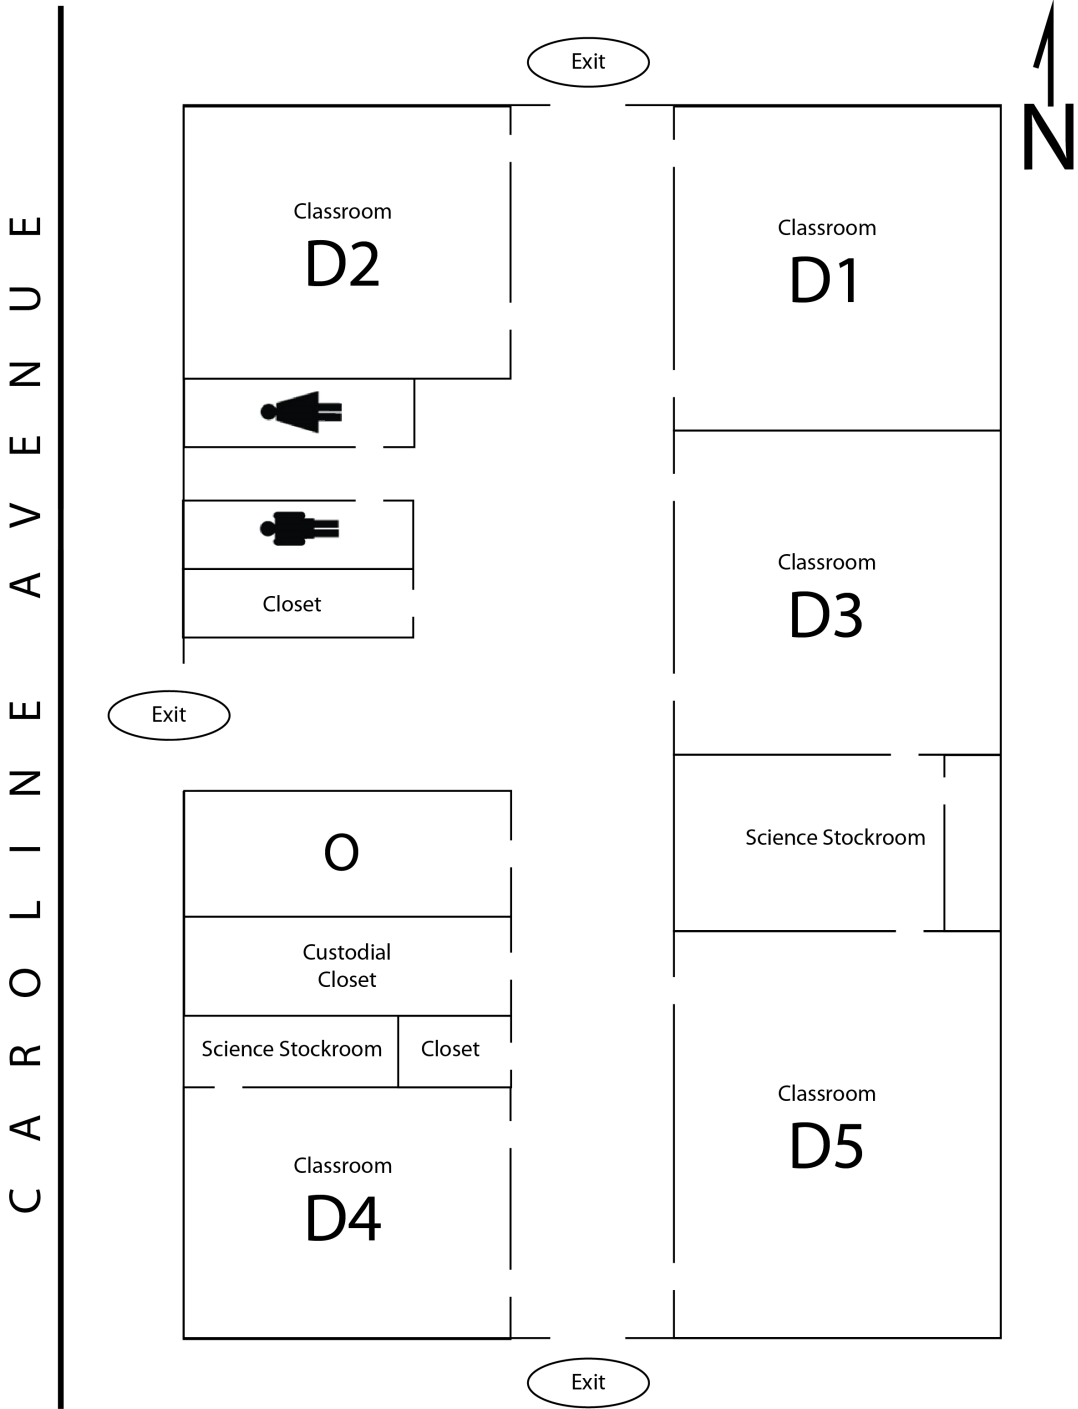 Exit
N
Classroom
D2
Classroom
D1
Classroom
D3
Closet
Exit
O
Science Stockroom
Custodial
Closet
Science Stockroom
Closet
Classroom
D4
Classroom
D5
Exit
CAROLINE AVENUE